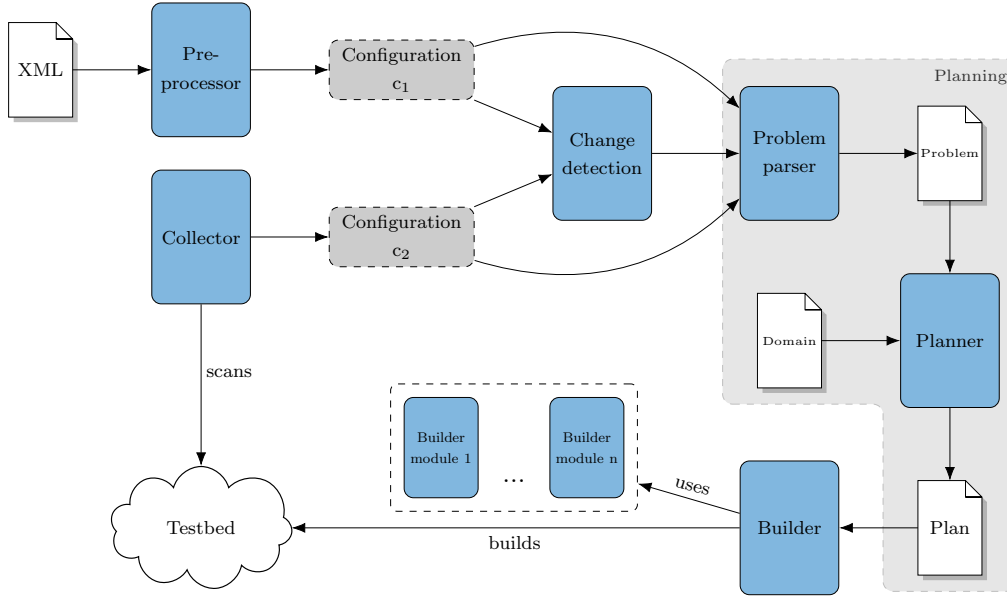 XML
Pre-
processor
Configuration
c1
Planning
Change
detection
Problem
parser
Problem
Collector
Configuration
c2
Domain
Planner
scans
Builder
module 1
...
Builder
module n
uses
Testbed
builds
Builder
Plan